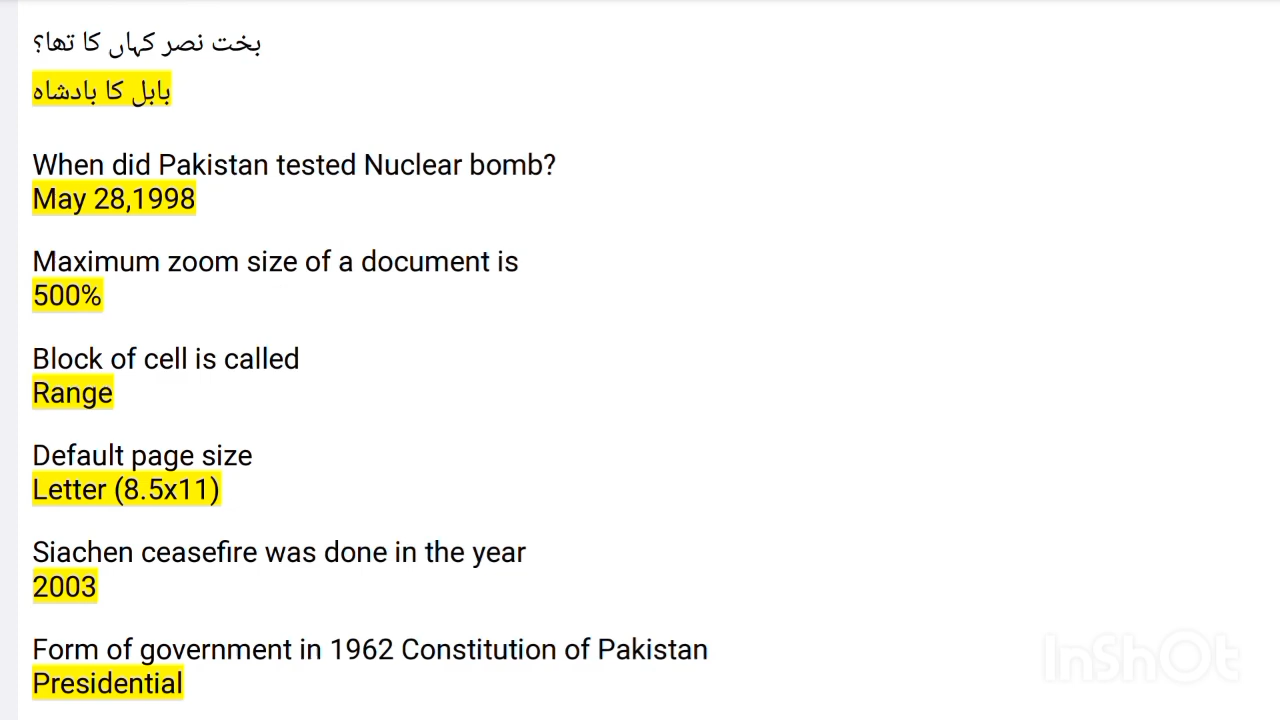 بخت نصر کہاں کا تھا؟
بابل کا بادشاہ
When did Pakistan tested Nuclear bomb?
May 28,1998
Maximum zoom size of a document is
500%
Block of cell is called
Range
Default page size
Letter (8.5x11)
Siachen ceasefire was done in the year
2003
Form of government in 1962 Constitution of Pakistan
Presidential
InShOt